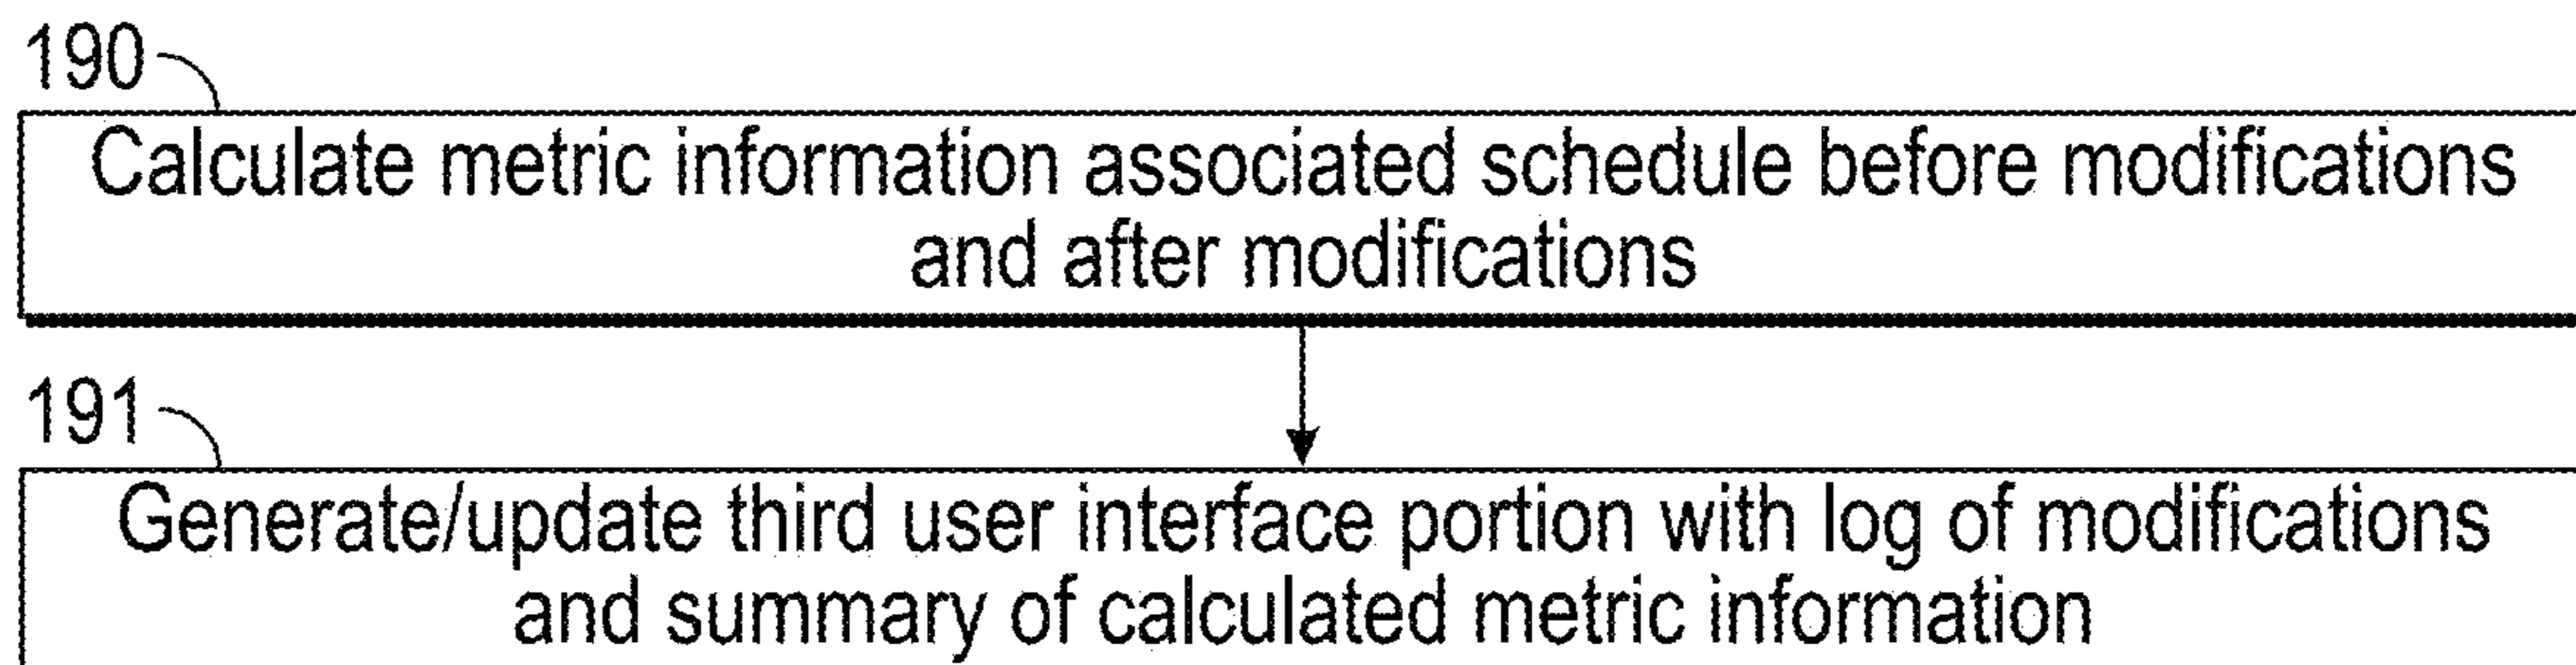 190
Calculate metric information associated schedule before modifications
and after modifications
191
Generate/update third user interface portion with log of modifications
and summary of calculated metric information